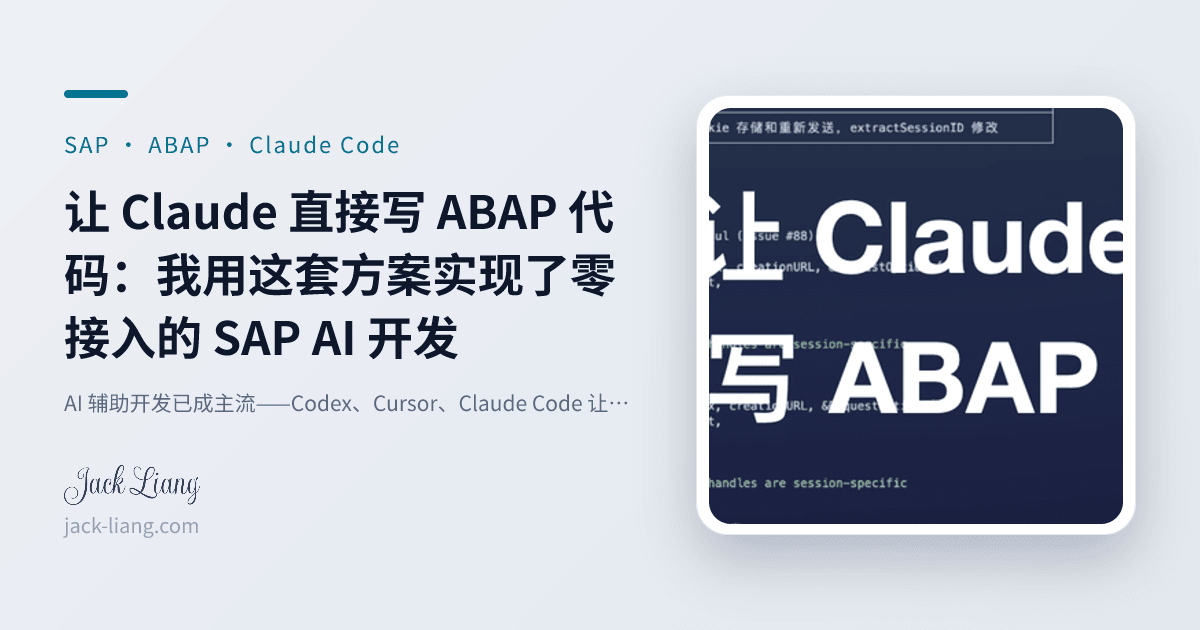 SAP · ABAP · Claude Code
让 Claude 直接写 ABAP 代
码：我用这套方案实现了零
接入的 SAP AI 开发
AI 辅助开发已成主流——Codex、Cursor、Claude Code 让…
Jack Liang
jack-liang.com
kie 存储和重新发送, extractSessionID 修改
让 Claude
写 ABAP
handles are session-specific